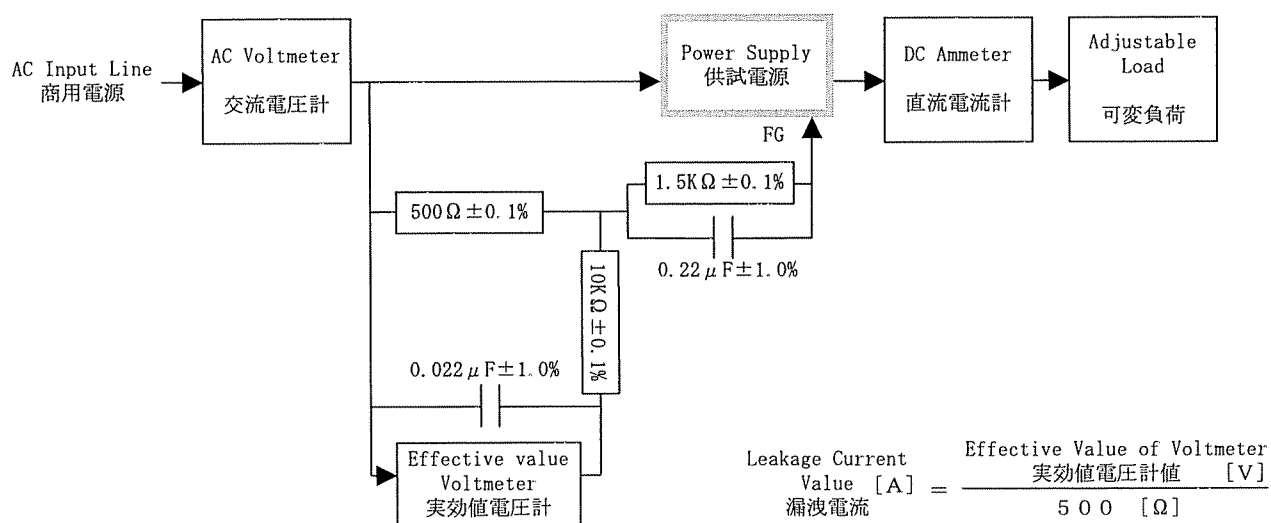 AC Input Line
商用電源
AC Voltmeter
交流電圧計
Power Supply
供試電源
DC Ammeter
直流電流計
Adjustable
Load
可変負荷
FG
1.5KΩ±0.1%
500Ω±0.1%
0.22μF±1.0%
10KΩ±0.1%
0.022μF±1.0%
Effective value
Voltmeter
実効値電圧計
Leakage Current
Value [A] =
漏洩電流
Effective Value of Voltmeter
実効値電圧計値 [V]
500 [Ω]